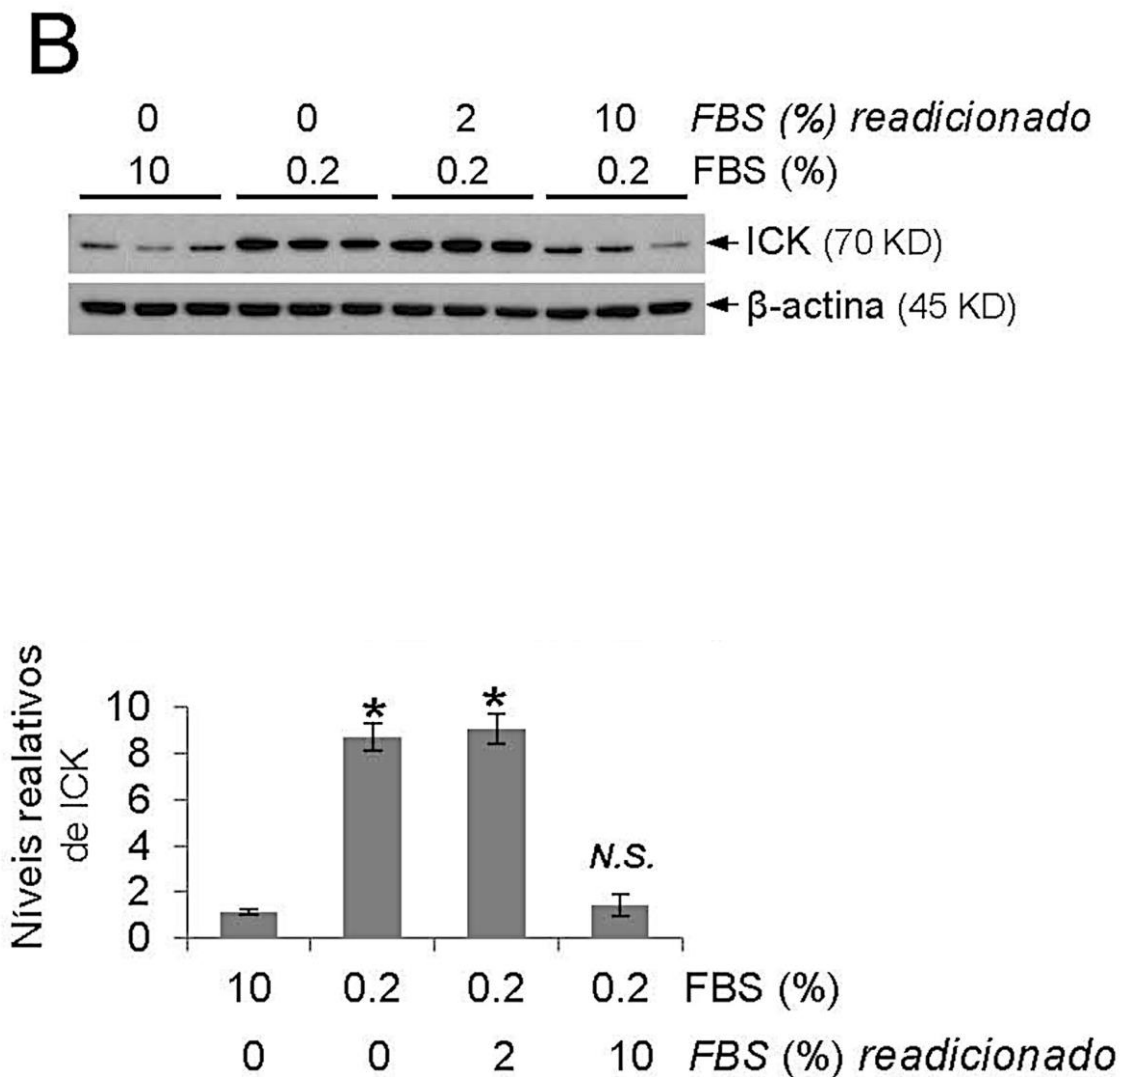 B
0 0 2 10 FBS (%) readicionado
10 0.2 0.2 0.2 FBS (%)
ICK (70 KD)
β-actina (45 KD)
Níveis realativos
de ICK
10
8
6
4
2
0
* *
N.S.
10 0.2 0.2 0.2 FBS (%)
0 0 2 10 FBS (%) readicionado